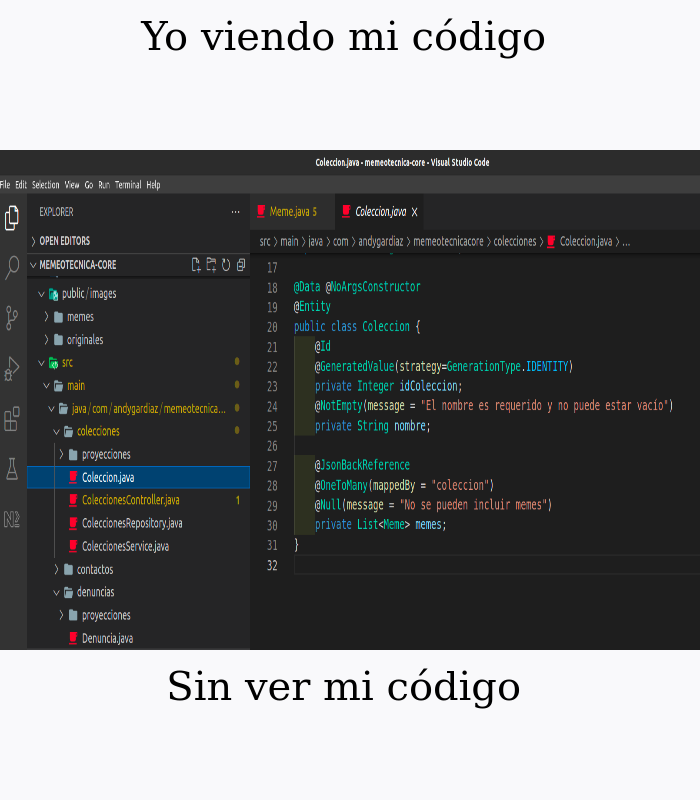 Yo viendo mi código
Coleccion.java - memeotecnica-core - Visual Studio Code
File Edit Selection View Go Run Terminal Help
EXPLORER ...
Meme.java 5
Coleccion.java
OPEN EDITORS
src > main > java > com > andygardiaz > memeotecnicacore > colecciones > Coleccion.java > ...
MEMEOTECNICA-CORE
public/images
memes
originales
src
main
java/com/andygardiaz/memeotecnica...
colecciones
proyecciones
Coleccion.java
ColeccionesController.java 1
ColeccionesRepository.java
ColeccionesService.java
contactos
denuncias
proyecciones
Denuncia.java
17
18 @Data @NoArgsConstructor
19 @Entity
20 public class Coleccion {
21 @Id
22 @GeneratedValue(strategy=GenerationType.IDENTITY)
23 private Integer idColeccion;
24 @NotEmpty(message = "El nombre es requerido y no puede estar vacío")
25 private String nombre;
26
27 @JsonBackReference
28 @OneToMany(mappedBy = "coleccion")
29 @Null(message = "No se pueden incluir memes")
30 private List<Meme> memes;
31 }
32
Sin ver mi código